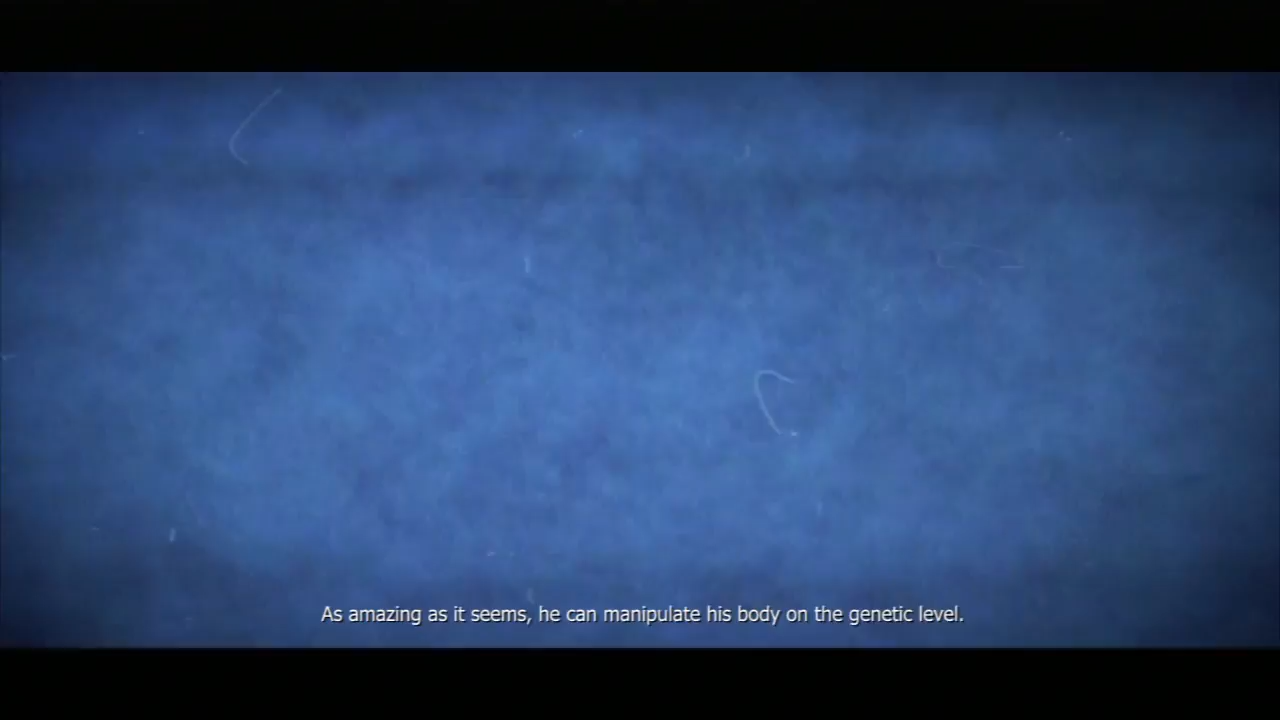 As amazing as it seems, he can manipulate his body on the genetic level.